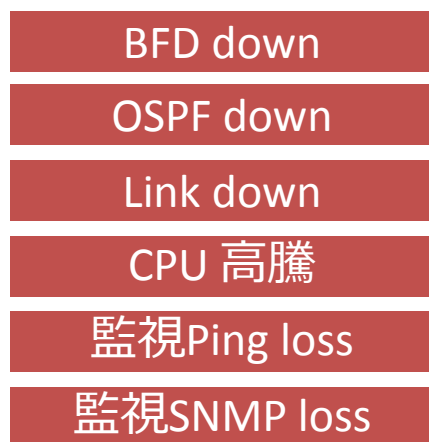 BFD down
OSPF down
Link down
CPU 高騰
監視Ping loss
監視SNMP loss